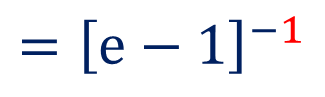 = [e − 1]⁻¹